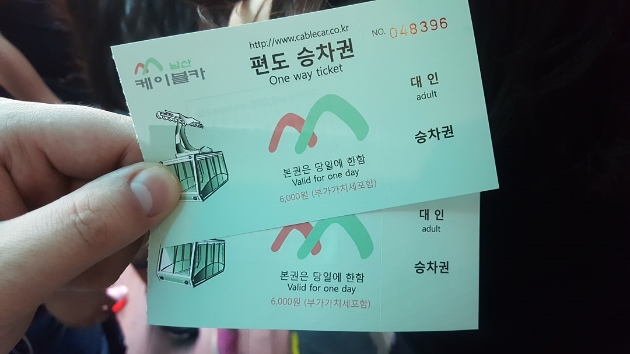 http://www.cablecar.co.kr
NO. 048396
남산
케이블카
편도 승차권
One way ticket
대인
adult
승차권
본권은 당일에 한함
Valid for one day
6,000원 (부가가치세포함)
대인
adult
승차권
본권은 당일에 한함
Valid for one day
6,000원 (부가가치세포함)